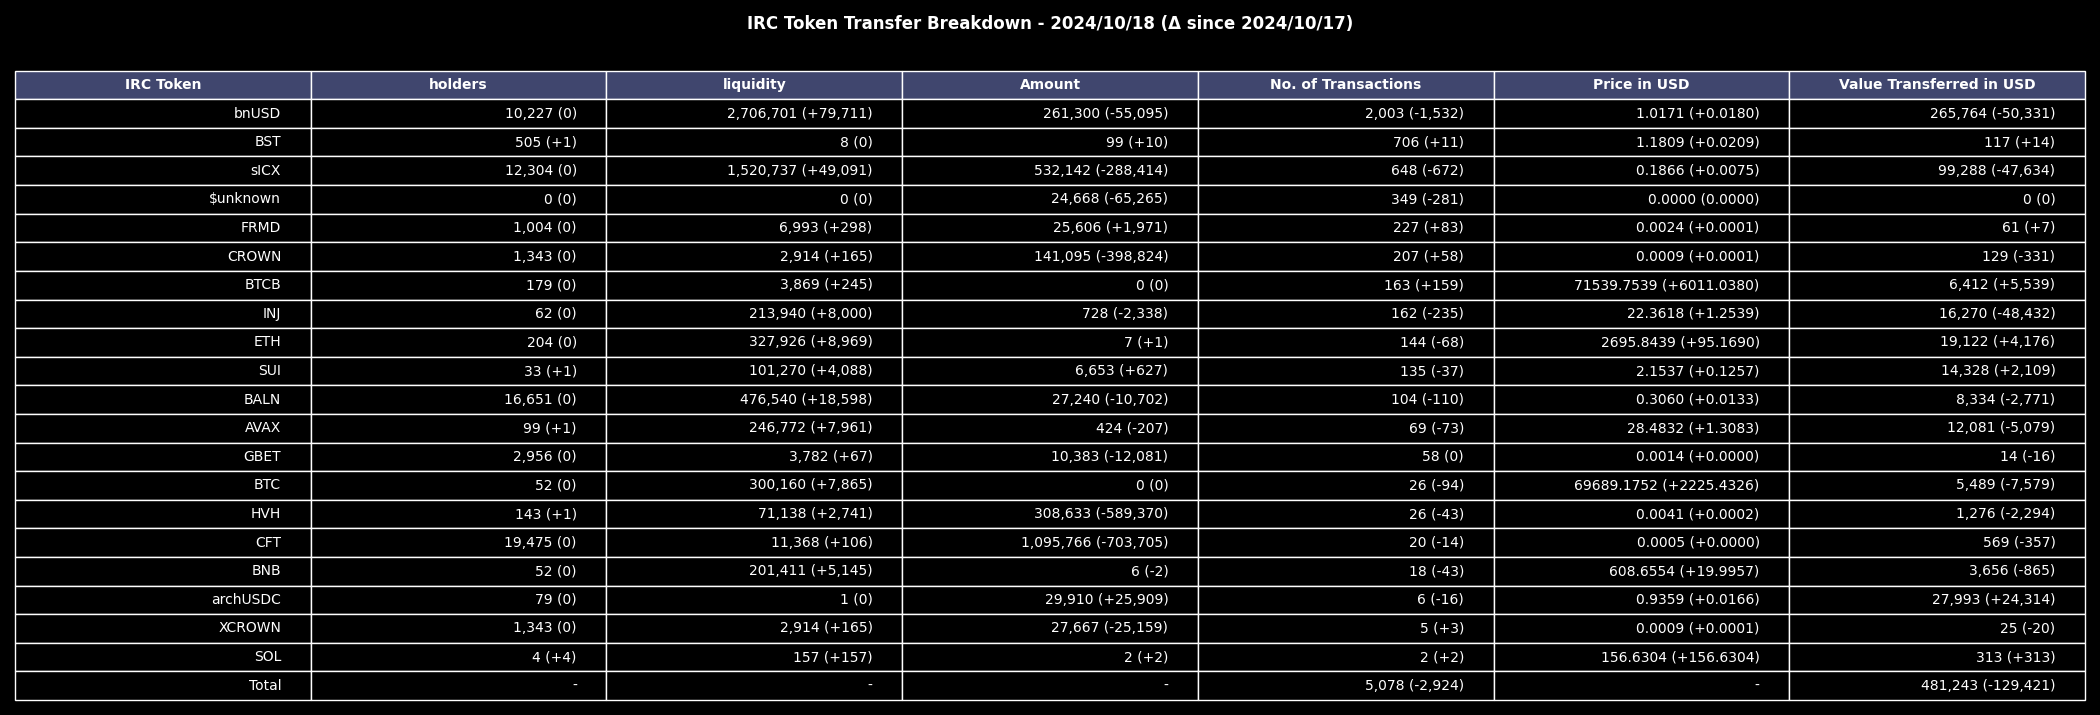 IRC Token Transfer Breakdown - 2024/10/18 (Δ since 2024/10/17)
IRC Token holders liquidity Amount No. of Transactions Price in USD Value Transferred in USD
bnUSD 10,227 (0) 2,706,701 (+79,711) 261,300 (-55,095) 2,003 (-1,532) 1.0171 (+0.0180) 265,764 (-50,331)
BST 505 (+1) 8 (0) 99 (+10) 706 (+11) 1.1809 (+0.0209) 117 (+14)
sICX 12,304 (0) 1,520,737 (+49,091) 532,142 (-288,414) 648 (-672) 0.1866 (+0.0075) 99,288 (-47,634)
$unknown 0 (0) 0 (0) 24,668 (-65,265) 349 (-281) 0.0000 (0.0000) 0 (0)
FRMD 1,004 (0) 6,993 (+298) 25,606 (+1,971) 227 (+83) 0.0024 (+0.0001) 61 (+7)
CROWN 1,343 (0) 2,914 (+165) 141,095 (-398,824) 207 (+58) 0.0009 (+0.0001) 129 (-331)
BTCB 179 (0) 3,869 (+245) 0 (0) 163 (+159) 71539.7539 (+6011.0380) 6,412 (+5,539)
INJ 62 (0) 213,940 (+8,000) 728 (-2,338) 162 (-235) 22.3618 (+1.2539) 16,270 (-48,432)
ETH 204 (0) 327,926 (+8,969) 7 (+1) 144 (-68) 2695.8439 (+95.1690) 19,122 (+4,176)
SUI 33 (+1) 101,270 (+4,088) 6,653 (+627) 135 (-37) 2.1537 (+0.1257) 14,328 (+2,109)
BALN 16,651 (0) 476,540 (+18,598) 27,240 (-10,702) 104 (-110) 0.3060 (+0.0133) 8,334 (-2,771)
AVAX 99 (+1) 246,772 (+7,961) 424 (-207) 69 (-73) 28.4832 (+1.3083) 12,081 (-5,079)
GBET 2,956 (0) 3,782 (+67) 10,383 (-12,081) 58 (0) 0.0014 (+0.0000) 14 (-16)
BTC 52 (0) 300,160 (+7,865) 0 (0) 26 (-94) 69689.1752 (+2225.4326) 5,489 (-7,579)
HVH 143 (+1) 71,138 (+2,741) 308,633 (-589,370) 26 (-43) 0.0041 (+0.0002) 1,276 (-2,294)
CFT 19,475 (0) 11,368 (+106) 1,095,766 (-703,705) 20 (-14) 0.0005 (+0.0000) 569 (-357)
BNB 52 (0) 201,411 (+5,145) 6 (-2) 18 (-43) 608.6554 (+19.9957) 3,656 (-865)
archUSDC 79 (0) 1 (0) 29,910 (+25,909) 6 (-16) 0.9359 (+0.0166) 27,993 (+24,314)
XCROWN 1,343 (0) 2,914 (+165) 27,667 (-25,159) 5 (+3) 0.0009 (+0.0001) 25 (-20)
SOL 4 (+4) 157 (+157) 2 (+2) 2 (+2) 156.6304 (+156.6304) 313 (+313)
Total - - - 5,078 (-2,924) - 481,243 (-129,421)